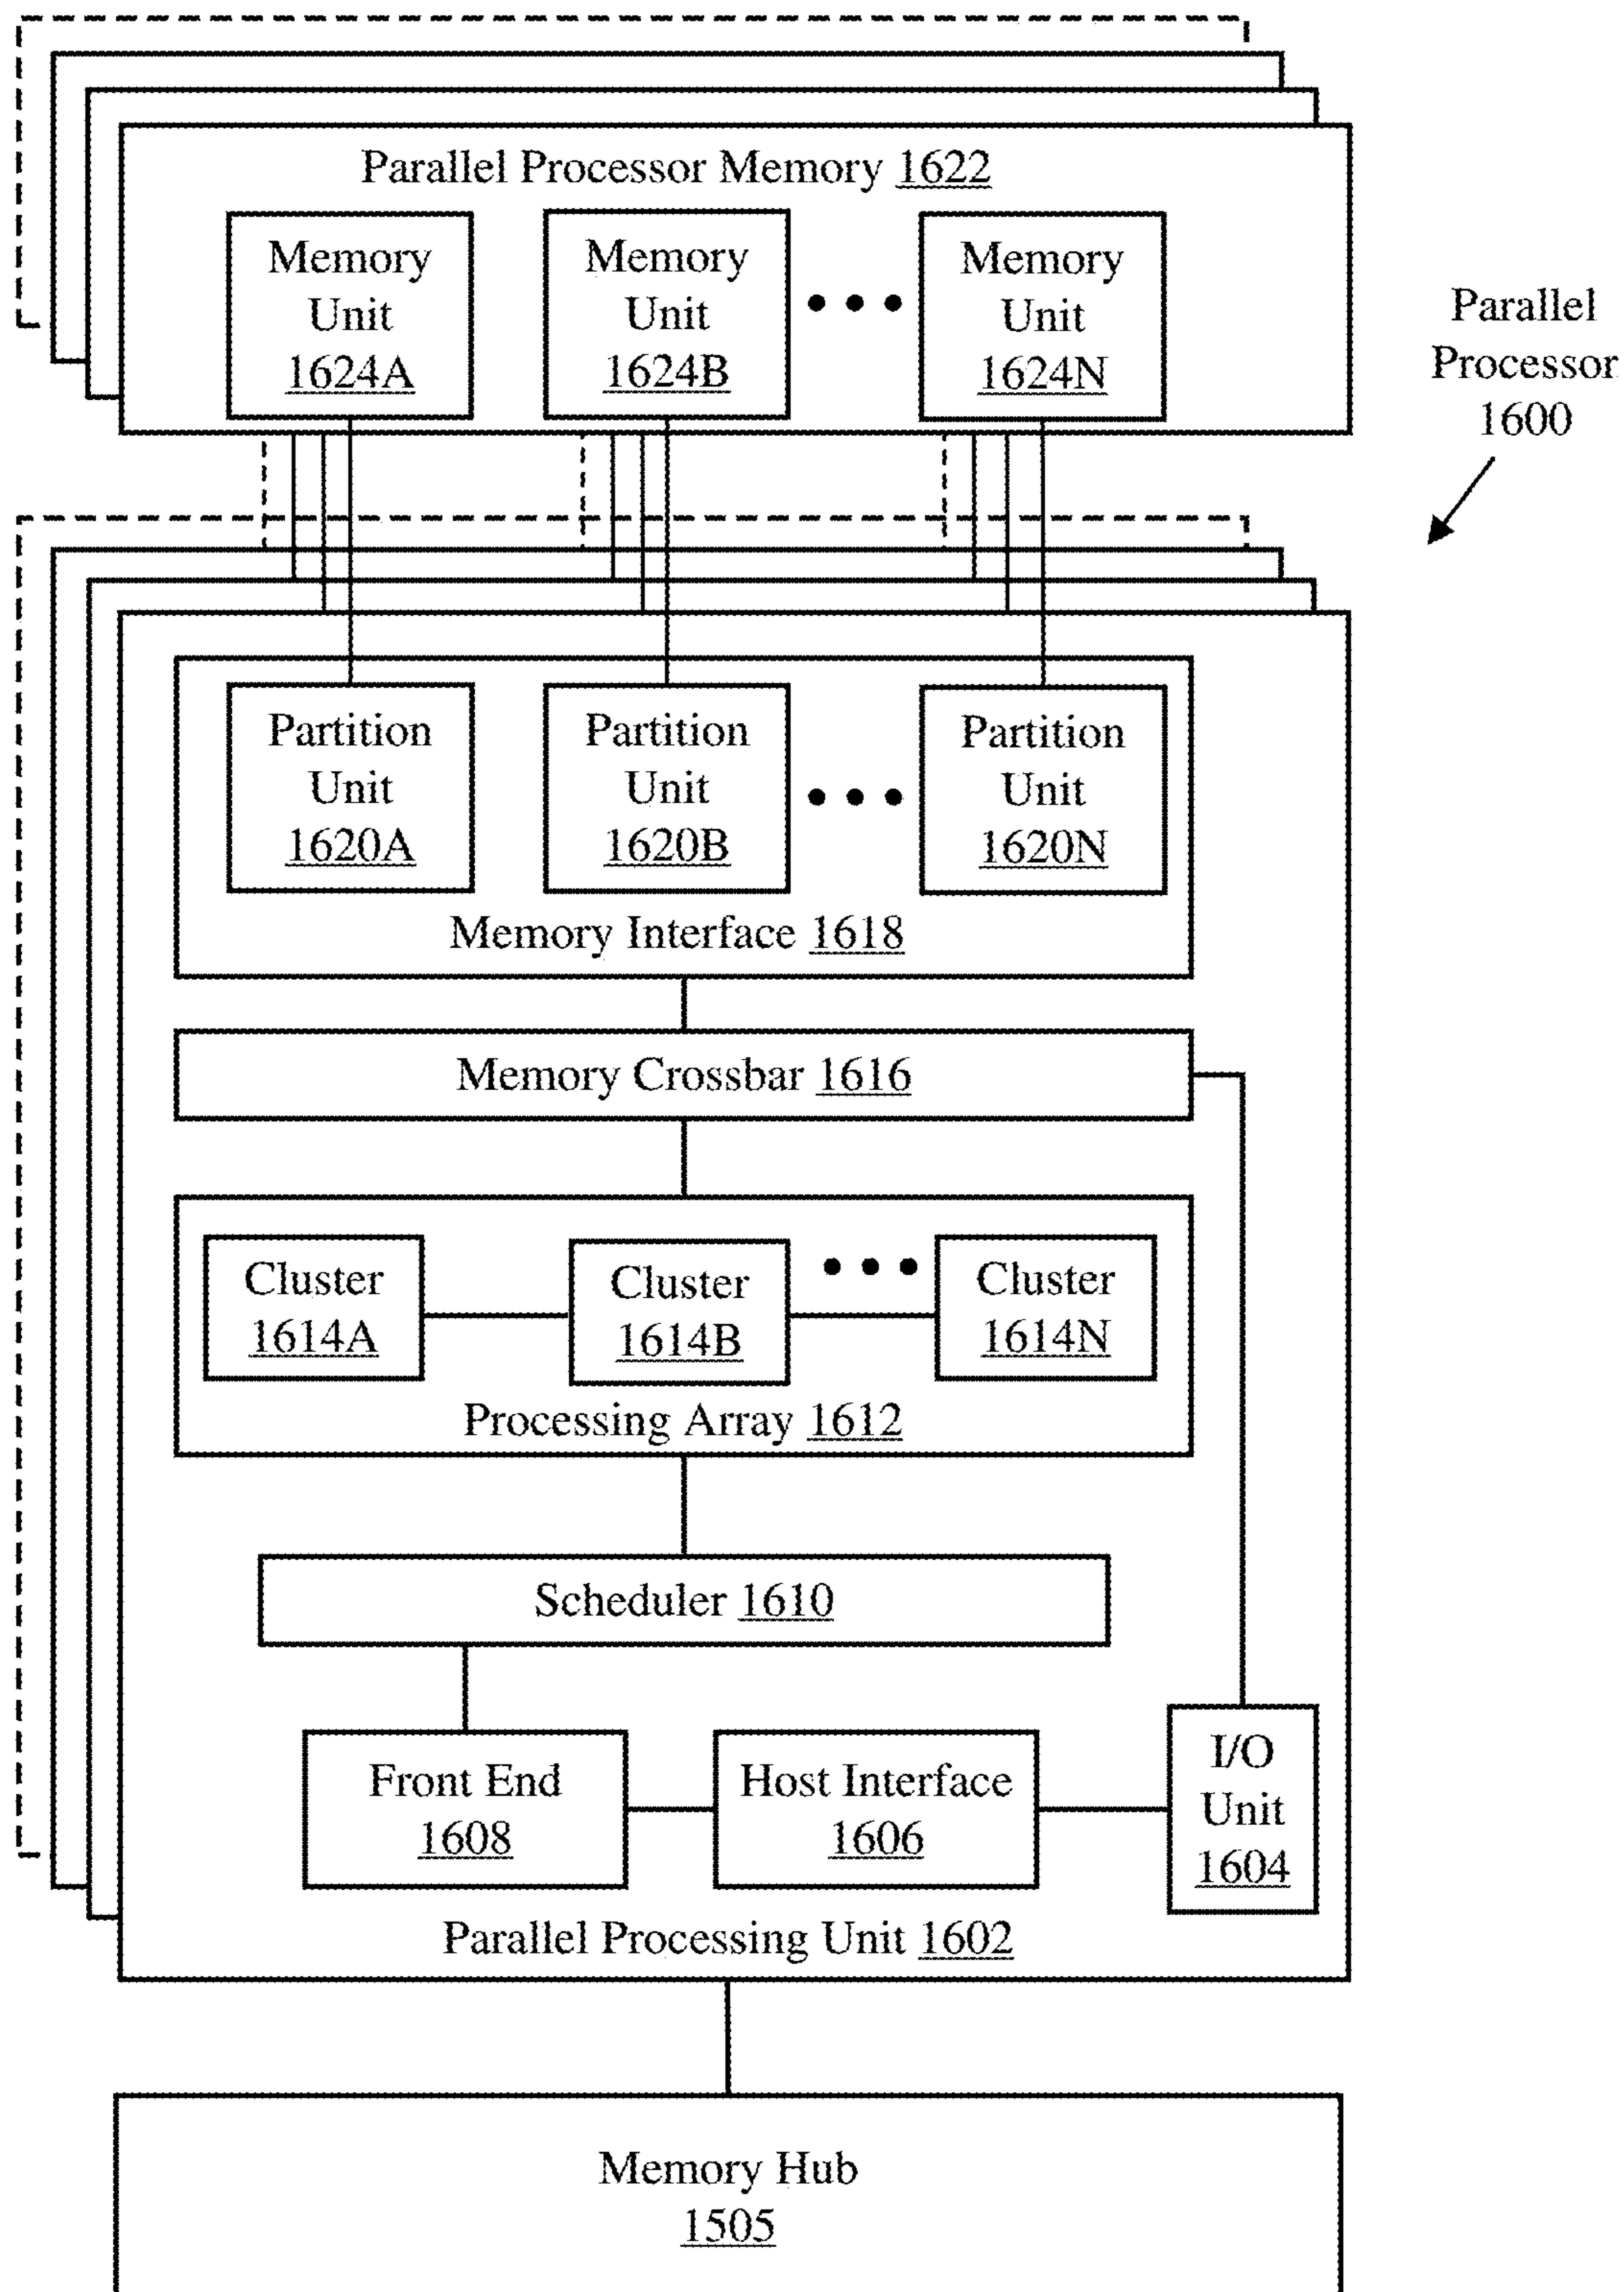 Parallel Processor Memory 1622
Memory
Unit
1624A
Memory
Unit
1624B
Memory
Unit
1624N
Parallel
Processor
1600
Partition
Unit
1620A
Partition
Unit
1620B
Partition
Unit
1620N
Memory Interface 1618
Memory Crossbar 1616
Cluster
1614A
Cluster
1614B
Cluster
1614N
Processing Array 1612
Scheduler 1610
Front End
1608
Host Interface
1606
I/O
Unit
1604
Parallel Processing Unit 1602
Memory Hub
1505